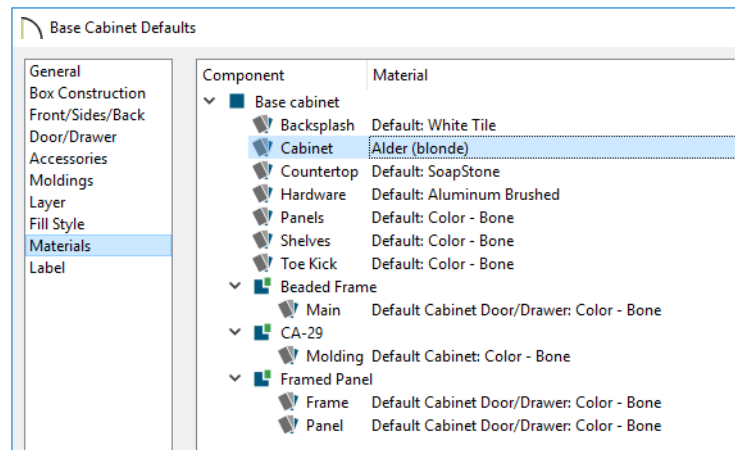 Base Cabinet Defaults
General
Box Construction
Front/Sides/Back
Door/Drawer
Accessories
Moldings
Layer
Fill Style
Materials
Label
Component Material
Base cabinet
Backsplash Default: White Tile
Cabinet Alder (blonde)
Countertop Default: SoapStone
Hardware Default: Aluminum Brushed
Panels Default: Color - Bone
Shelves Default: Color - Bone
Toe Kick Default: Color - Bone
Beaded Frame
Main Default Cabinet Door/Drawer: Color - Bone
CA-29
Molding Default Cabinet: Color - Bone
Framed Panel
Frame Default Cabinet Door/Drawer: Color - Bone
Panel Default Cabinet Door/Drawer: Color - Bone